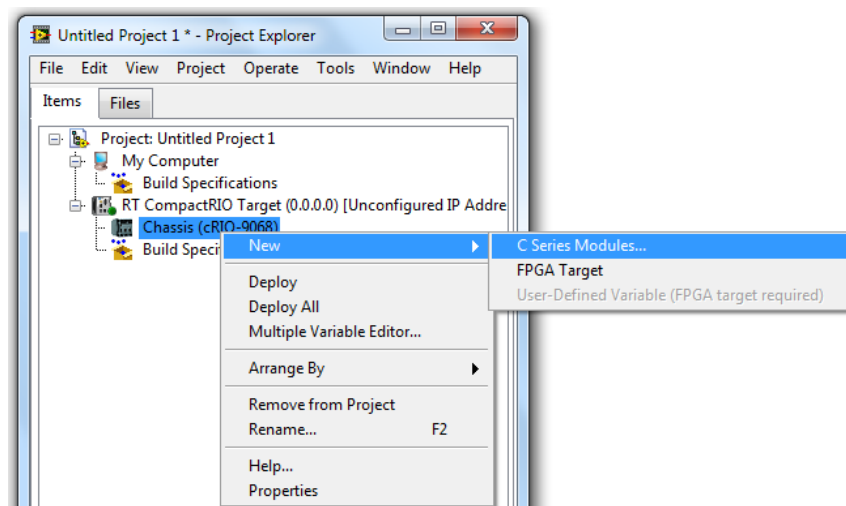 Untitled Project 1 * - Project Explorer
File Edit View Project Operate Tools Window Help
Items Files
Project: Untitled Project 1
My Computer
Build Specifications
RT CompactRIO Target (0.0.0.0) [Unconfigured IP Addre
Chassis (cRIO-9068)
Build Speci
New
Deploy
Deploy All
Multiple Variable Editor...
Arrange By
Remove from Project
Rename... F2
Help...
Properties
C Series Modules...
FPGA Target
User-Defined Variable (FPGA target required)